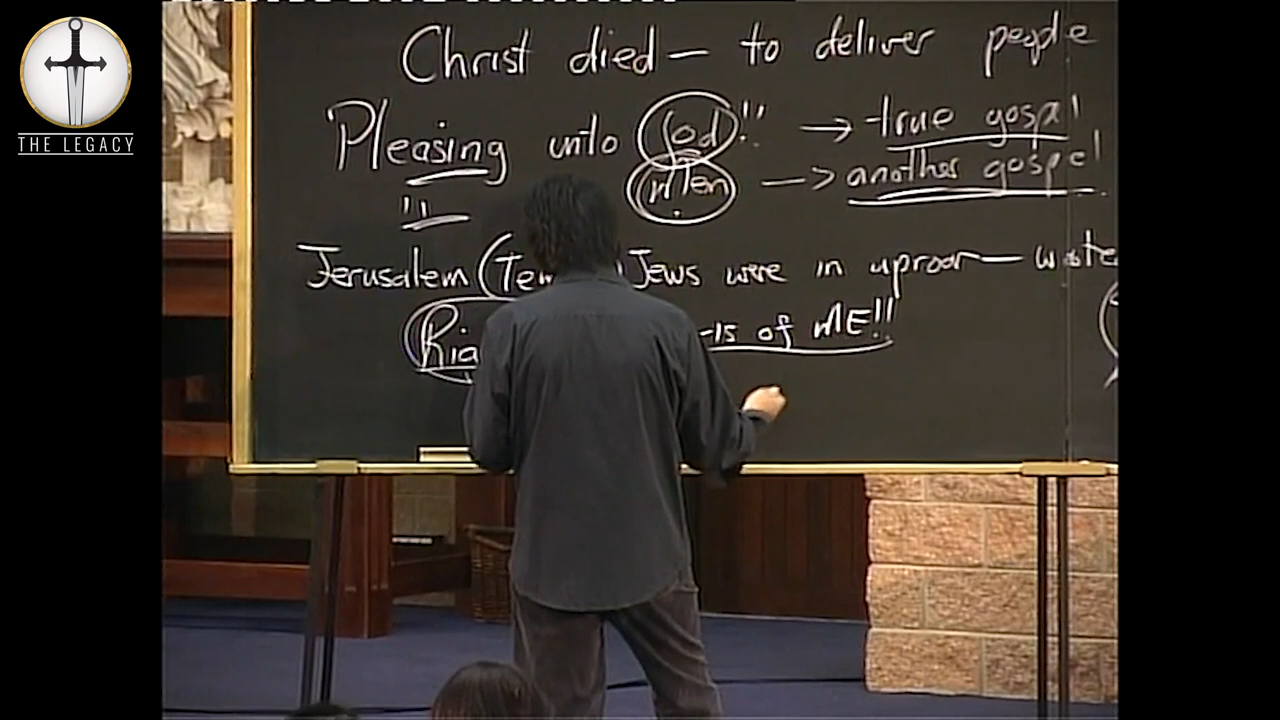 THE LEGACY
Christ died — to deliver people
Pleasing unto God!! → true gospel
men → another gospel
Jerusalem (Tem Jews were in uproar —
of ME!!